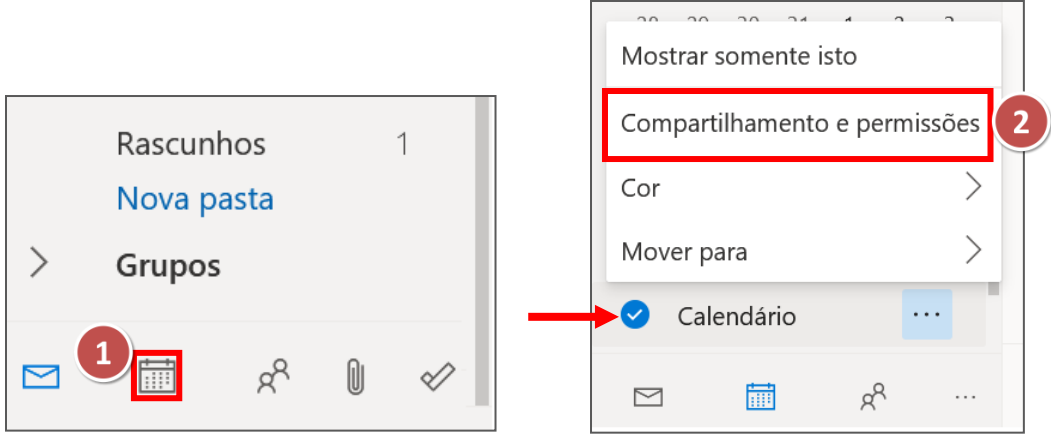 Rascunhos 1
Nova pasta
Grupos
1
Mostrar somente isto
Compartilhamento e permissões
2
Cor
Mover para
Calendário